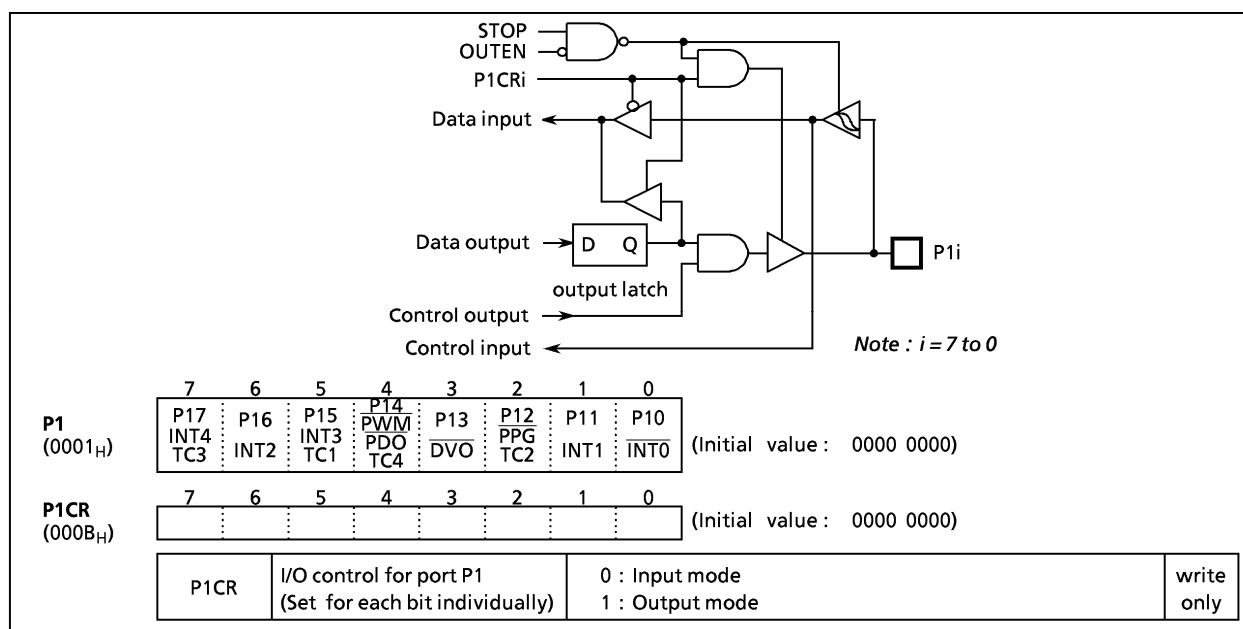 STOP
OUTEN
P1CRi
Data input
Data output
D Q
output latch
P1i
Control output
Control input
Note : i = 7 to 0
7 6 5 4 3 2 1 0
P1
(0001H)
P17 INT4 TC3
P16 INT2
P15 INT3 TC1
P14 PWM PDO TC4
P13 DVO
P12 PPG TC2
P11 INT1
P10 INT0
(Initial value : 0000 0000)
7 6 5 4 3 2 1 0
P1CR
(000BH)
(Initial value : 0000 0000)
P1CR
I/O control for port P1
(Set for each bit individually)
0 : Input mode
1 : Output mode
write
only